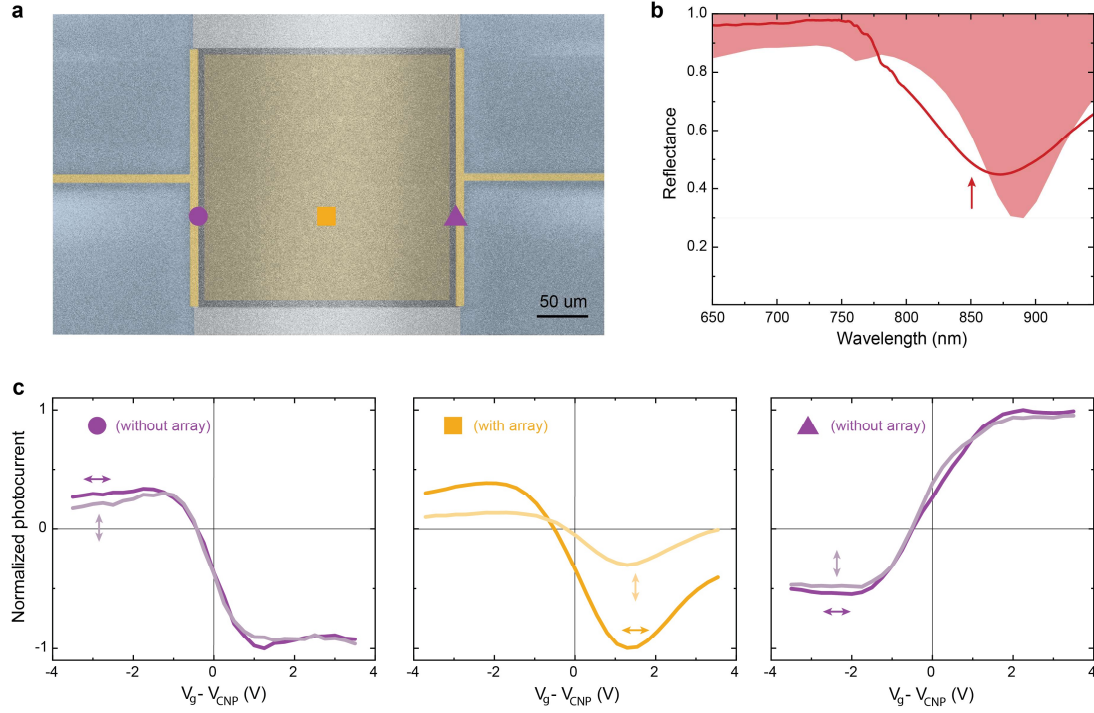 a
50 um
b
Reflectance
1.0
0.8
0.6
0.4
0.2
650 700 750 800 850 900
Wavelength (nm)
c
Normalized photocurrent
1
0
-1
(without array)
-4 -2 0 2 4
Vg- VCNP (V)
(with array)
-4 -2 0 2 4
Vg- VCNP (V)
(without array)
-4 -2 0 2 4
Vg- VCNP (V)